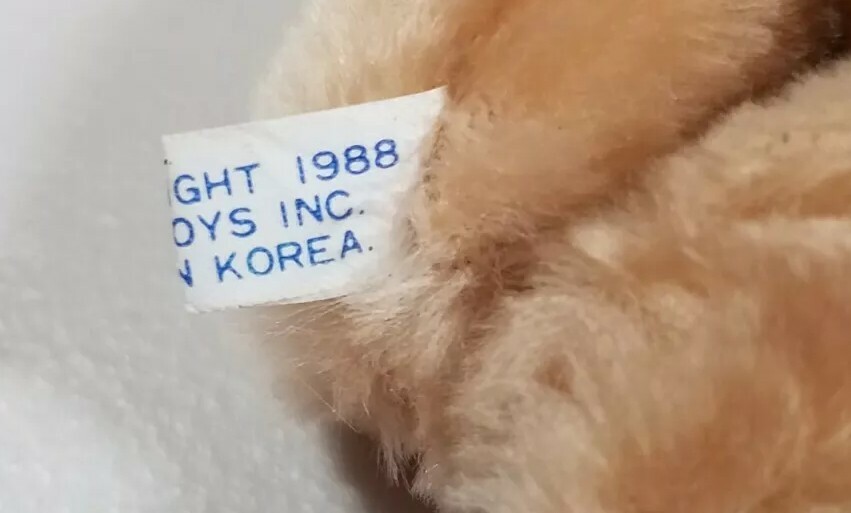 IGHT 1988
OYS INC.
N KOREA.